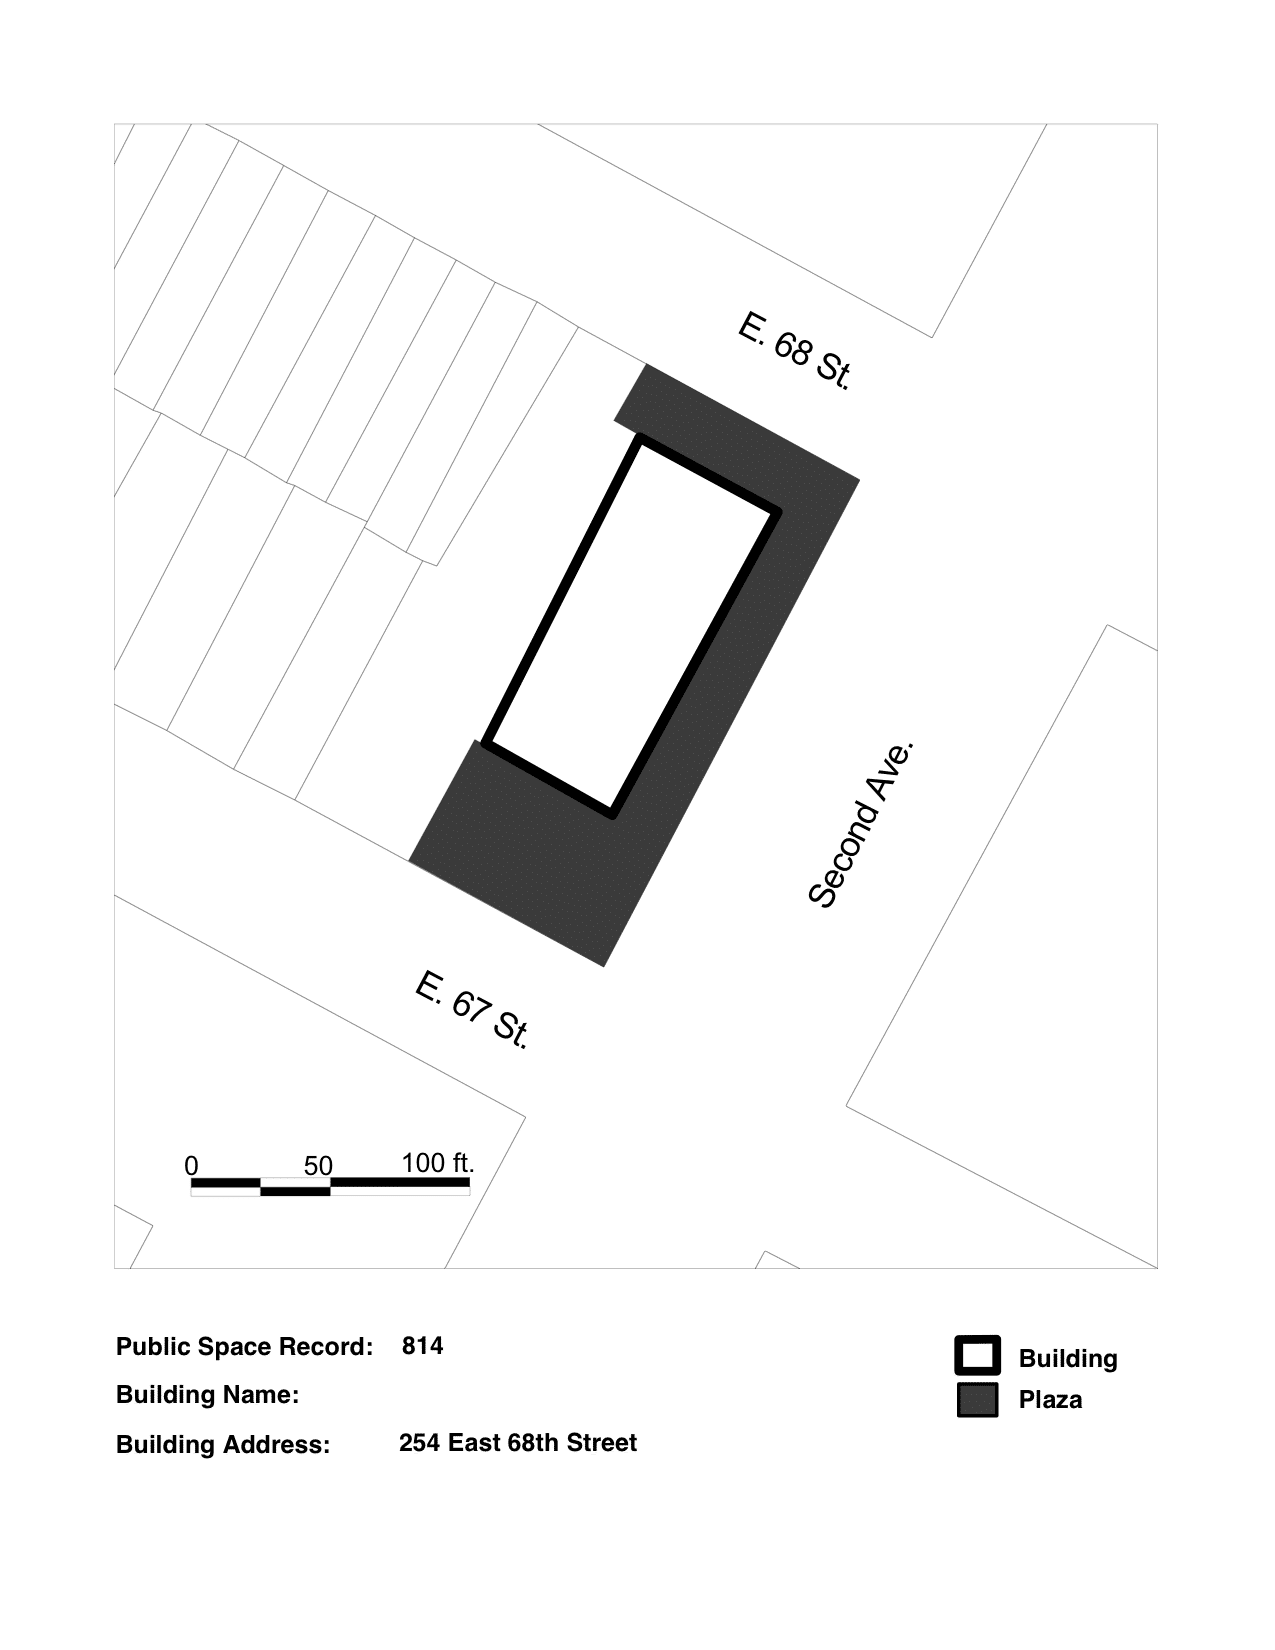 E. 68 St.
Second Ave.
E. 67 St.
0 50 100 ft.
Public Space Record: 814
Building Name:
Building Address: 254 East 68th Street
Building
Plaza